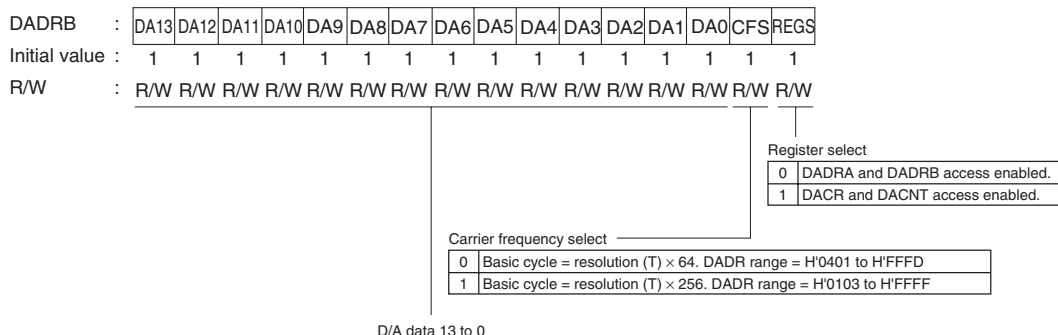 DADRB : DA13 DA12 DA11 DA10 DA9 DA8 DA7 DA6 DA5 DA4 DA3 DA2 DA1 DA0 CFS REGS
Initial value : 1 1 1 1 1 1 1 1 1 1 1 1 1 1 1 1
R/W : R/W R/W R/W R/W R/W R/W R/W R/W R/W R/W R/W R/W R/W R/W R/W R/W
Register select
0 DADRA and DADRB access enabled.
1 DACR and DACNT access enabled.
Carrier frequency select
0 Basic cycle = resolution (T) × 64. DADR range = H'0401 to H'FFFD
1 Basic cycle = resolution (T) × 256. DADR range = H'0103 to H'FFFF
D/A data 13 to 0